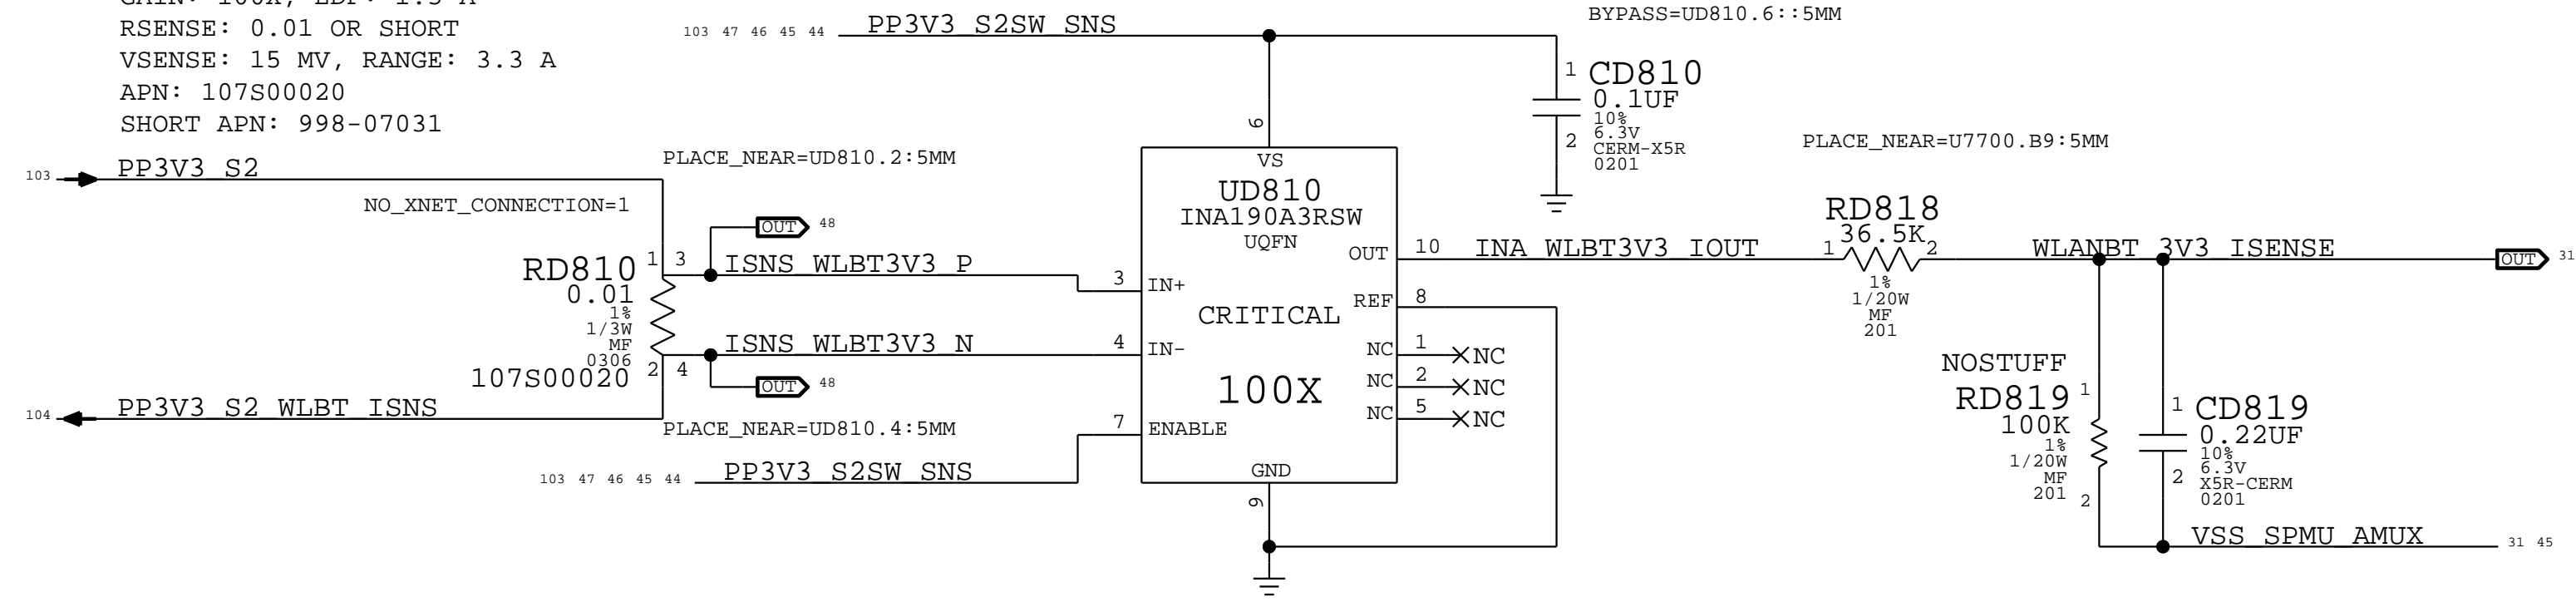 GAIN: 100X, EDP: 1.5 A
RSENSE: 0.01 OR SHORT
VSENSE: 15 MV, RANGE: 3.3 A
APN: 107S00020
SHORT APN: 998-07031
103 47 46 45 44 PP3V3_S2SW_SNS
BYPASS=UD810.6::5MM
1 CD810
0.1UF
10%
6.3V
2 CERM-X5R
0201
PLACE_NEAR=U7700.B9:5MM
103 PP3V3_S2
PLACE_NEAR=UD810.2:5MM
NO_XNET_CONNECTION=1
OUT 48
RD810 1 3 ISNS_WLBT3V3_P
0.01
1%
1/3W
MF
0306
107S00020 2 4 ISNS_WLBT3V3_N
OUT 48
104 PP3V3_S2_WLBT_ISNS
PLACE_NEAR=UD810.4:5MM
103 47 46 45 44 PP3V3_S2SW_SNS
6
VS
UD810
INA190A3RSW
UQFN
OUT 10 INA_WLBT3V3_IOUT
3 IN+
REF 8
CRITICAL
4 IN-
NC 1 NC
100X
NC 2 NC
NC 5 NC
7 ENABLE
GND
9
RD818
36.5K
1 2
1%
1/20W
MF
201
WLANBT_3V3_ISENSE
OUT 31
NOSTUFF
RD819 1
100K
1%
1/20W
MF
201 2
1 CD819
0.22UF
10%
6.3V
2 X5R-CERM
0201
VSS_SPMU_AMUX 31 45